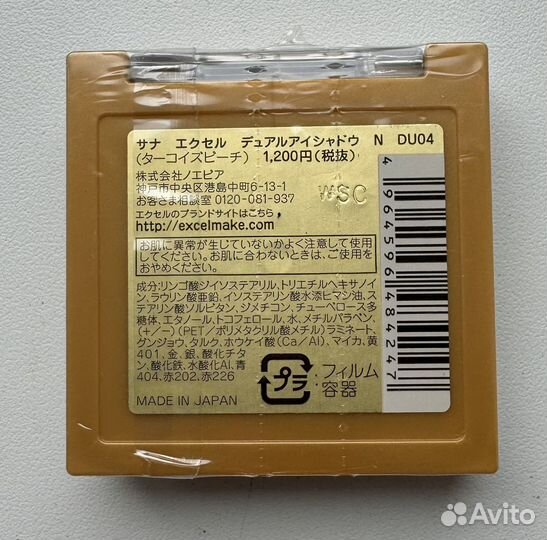 サナ エクセル デュアルアイシャドウ N DU04
(ターコイズビーチ) 1,200円(税抜)
株式会社ノエビア
神戸市中央区港島中町6-13-1
お客さま相談室 0120-081-937
エクセルのブランドサイトはこちら,
http://excelmake.com
WSC
お肌に異常が生じていないかよく注意して使用
してください。お肌に合わないときは、ご使用を
おやめください。
成分:リンゴ酸ジイソステアリル,トリエチルヘキサノイ
ン,ラウリン酸亜鉛,イソステアリン酸水添ヒマシ油,ス
テアリン酸ソルビタン,ジメチコン,チューベロース多
糖体,エタノール,トコフェロール,水,メチルパラベン,
(+/-)(PET/ポリメタクリル酸メチル)ラミネート,
グンジョウ,タルク,ホウケイ酸(Ca/Al),マイカ,黄
401,金,銀,酸化チタ
ン,酸化鉄,水酸化Al,青
404,赤202,赤226
プラ
フィルム
容器
MADE IN JAPAN
4964596484247
Avito